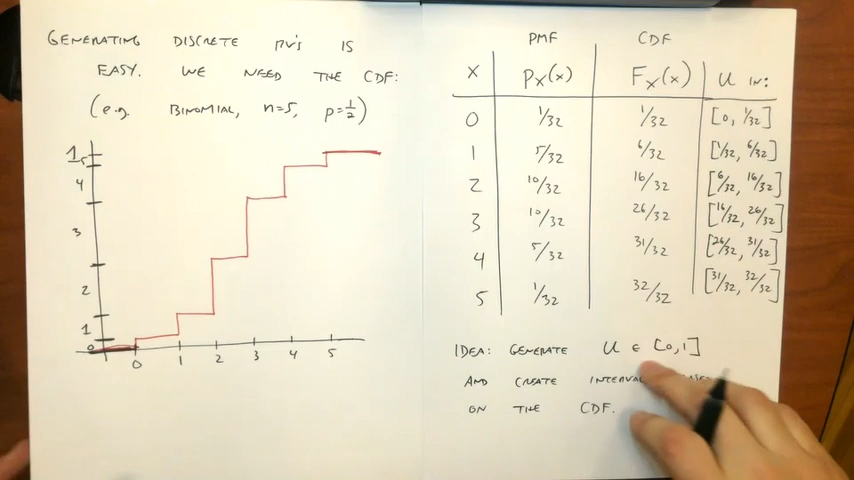 GENERATING DISCRETE RV'S IS
EASY. WE NEED THE CDF:
(e.g. BINOMIAL, n=5, p=1/2)
1
5
4
3
2
1
0
0 1 2 3 4 5
PMF CDF
X Px(x) Fx(x) U IN:
0 1/32 1/32 [0, 1/32]
1 5/32 6/32 [1/32, 6/32]
2 10/32 16/32 [6/32, 16/32]
3 10/32 26/32 [16/32, 26/32]
4 5/32 31/32 [26/32, 31/32]
5 1/32 32/32 [31/32, 32/32]
IDEA: GENERATE U ∈ [0,1]
AND CREATE
ON THE CDF.